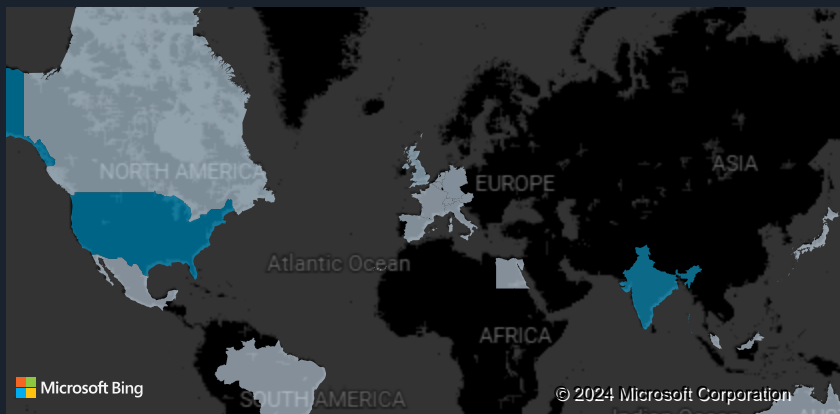 NORTH AMERICA
ASIA
EUROPE
Atlantic Ocean
AFRICA
SOUTH AMERICA
Microsoft Bing
© 2024 Microsoft Corporation